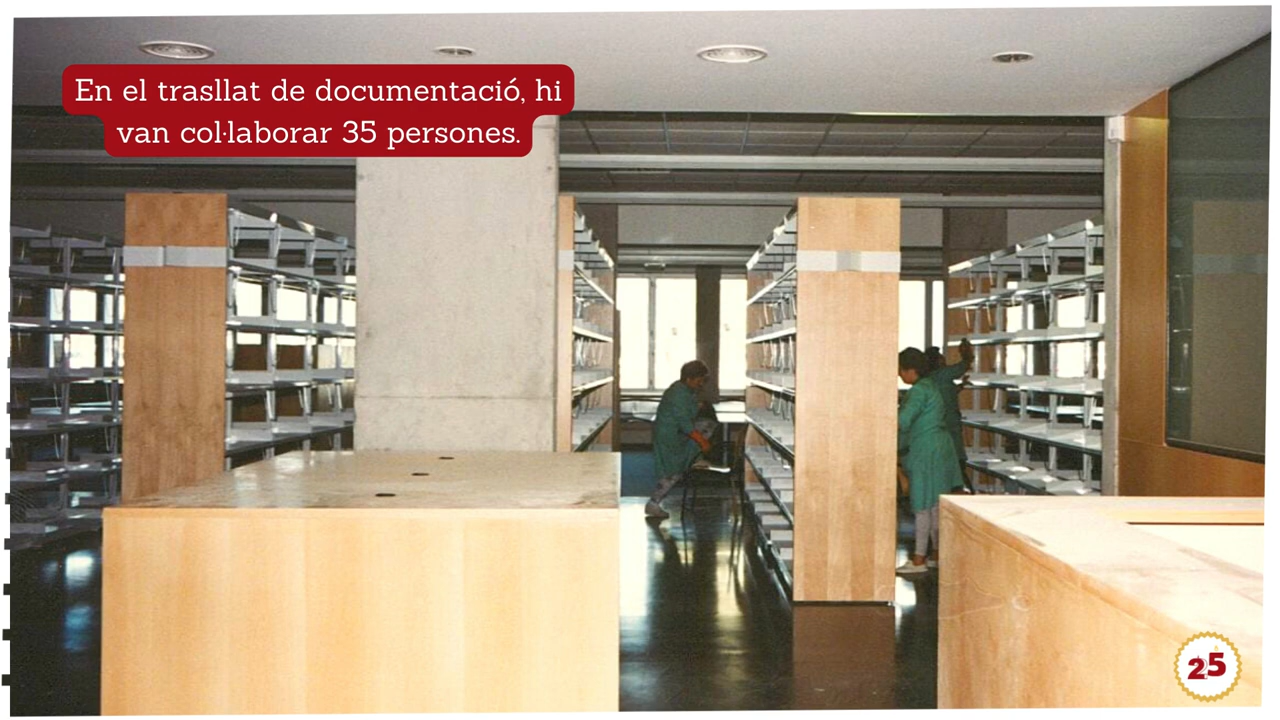 En el trasllat de documentació, hi
van col·laborar 35 persones.
25